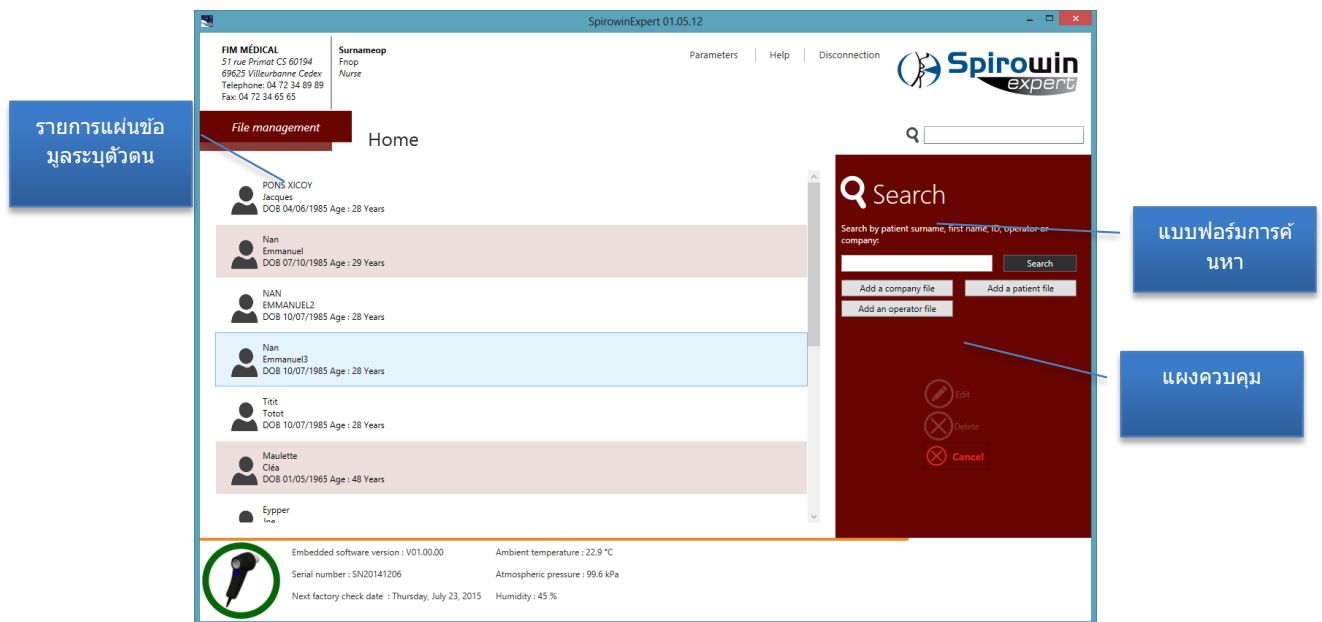 SpirowinExpert 01.05.12
FIM MÉDICAL
51 rue Primat CS 60194
69625 Villeurbanne Cedex
Telephone: 04 72 34 89 89
Fax: 04 72 34 65 65
Surnameop
Fnop
Nurse
Parameters
Help
Disconnection
Spirowin
expert
File management
Home
รายการแผ่นข้อ
มูลระบุตัวตน
PONS XICOY
Jacques
DOB 04/06/1985 Age : 28 Years
Nan
Emmanuel
DOB 07/10/1985 Age : 29 Years
NAN
EMMANUEL2
DOB 10/07/1985 Age : 28 Years
Nan
Emmanuel3
DOB 10/07/1985 Age : 28 Years
Titit
Totot
DOB 10/07/1985 Age : 28 Years
Maulette
Cléa
DOB 01/05/1965 Age : 48 Years
Eypper
Search
Search by patient surname, first name, ID, operator or
company:
Search
Add a company file
Add a patient file
Add an operator file
Edit
Delete
Cancel
แบบฟอร์มการค้
นหา
แผงควบคุม
Embedded software version : V01.00.00
Ambient temperature : 22.9 °C
Serial number : SN20141206
Atmospheric pressure : 99.6 kPa
Next factory check date : Thursday, July 23, 2015
Humidity : 45 %